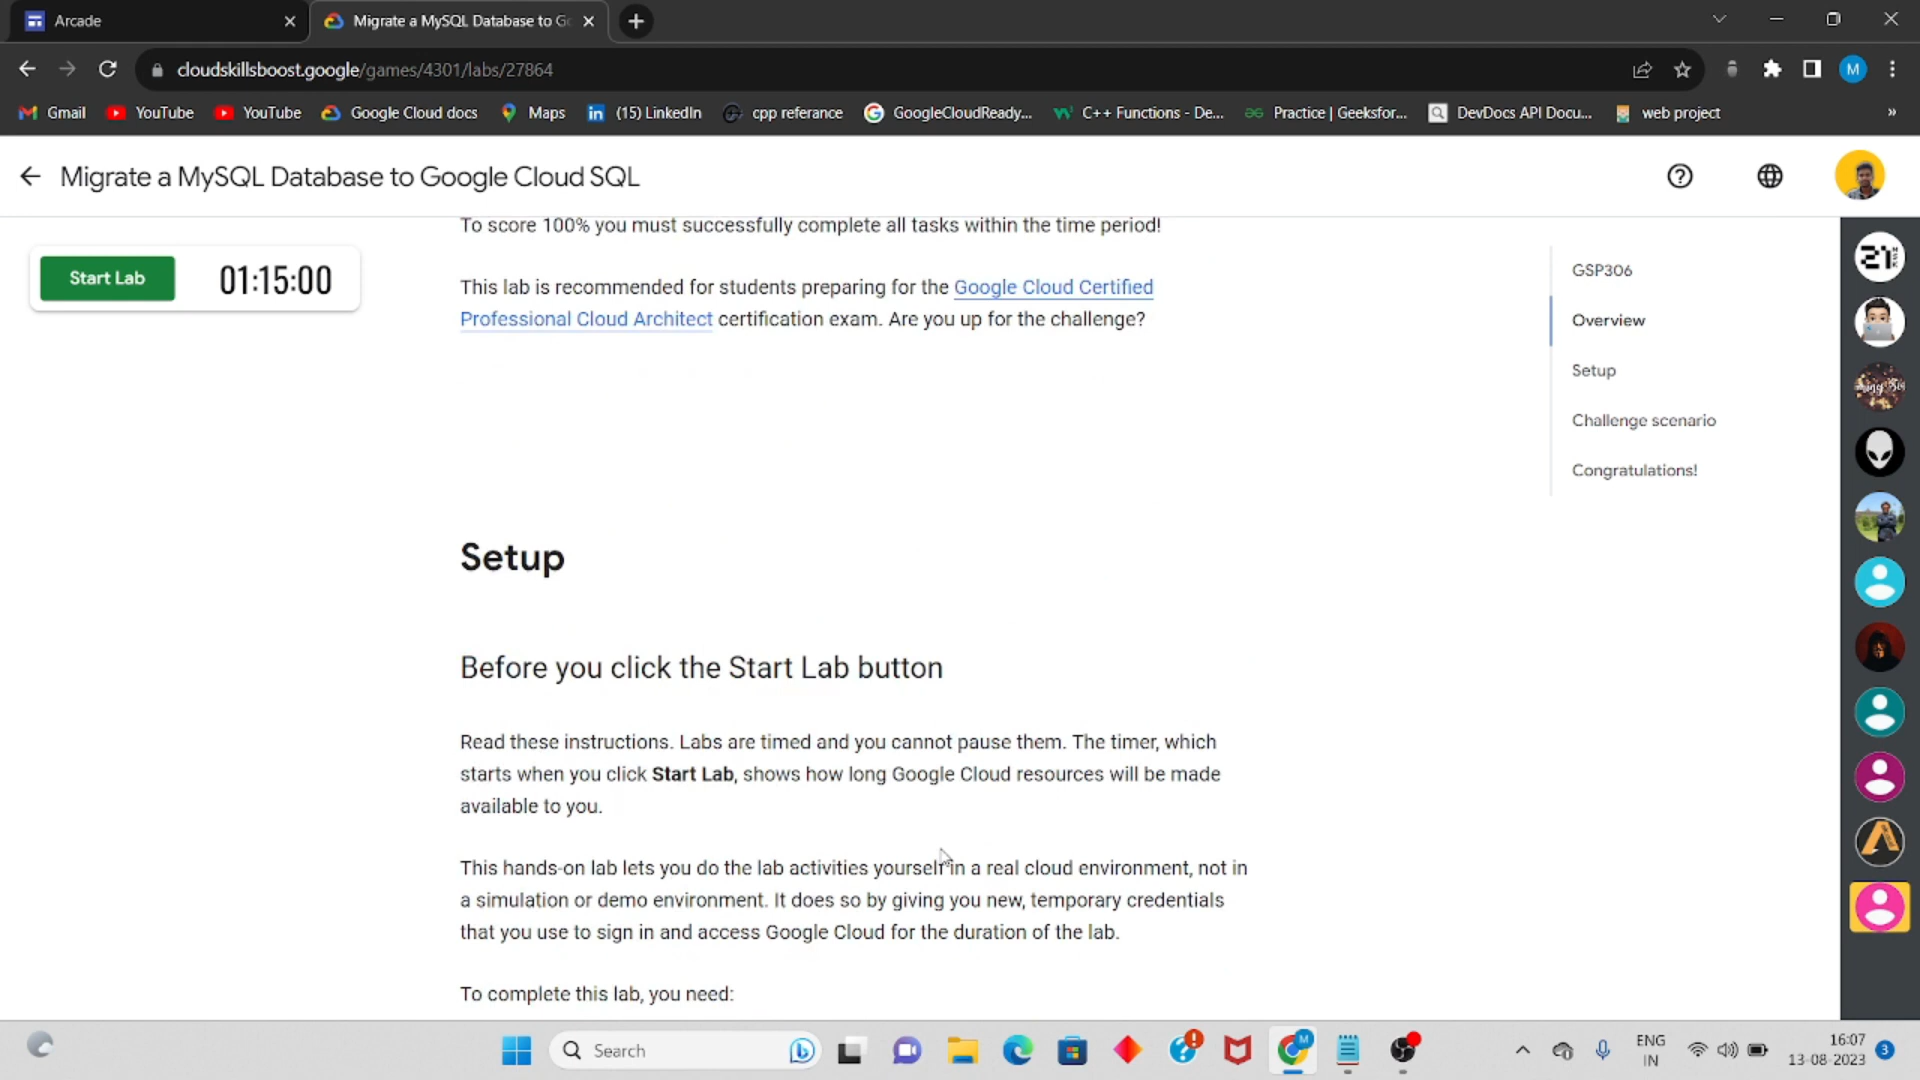 Arcade
Migrate a MySQL Database to Go
cloudskillsboost.google/games/4301/labs/27864
M
Gmail
YouTube
YouTube
Google Cloud docs
Maps
(15) LinkedIn
cpp referance
GoogleCloudReady...
C++ Functions - De...
Practice | Geeksfor...
DevDocs API Docu...
web project
»
Migrate a MySQL Database to Google Cloud SQL
Start Lab
01:15:00
To score 100% you must successfully complete all tasks within the time period!
This lab is recommended for students preparing for the Google Cloud Certified
Professional Cloud Architect certification exam. Are you up for the challenge?
GSP306
Overview
Setup
Challenge scenario
Congratulations!
Setup
Before you click the Start Lab button
Read these instructions. Labs are timed and you cannot pause them. The timer, which
starts when you click Start Lab, shows how long Google Cloud resources will be made
available to you.
This hands-on lab lets you do the lab activities yourself in a real cloud environment, not in
a simulation or demo environment. It does so by giving you new, temporary credentials
that you use to sign in and access Google Cloud for the duration of the lab.
To complete this lab, you need:
Search
ENG
IN
16:07
13-08-2023
3